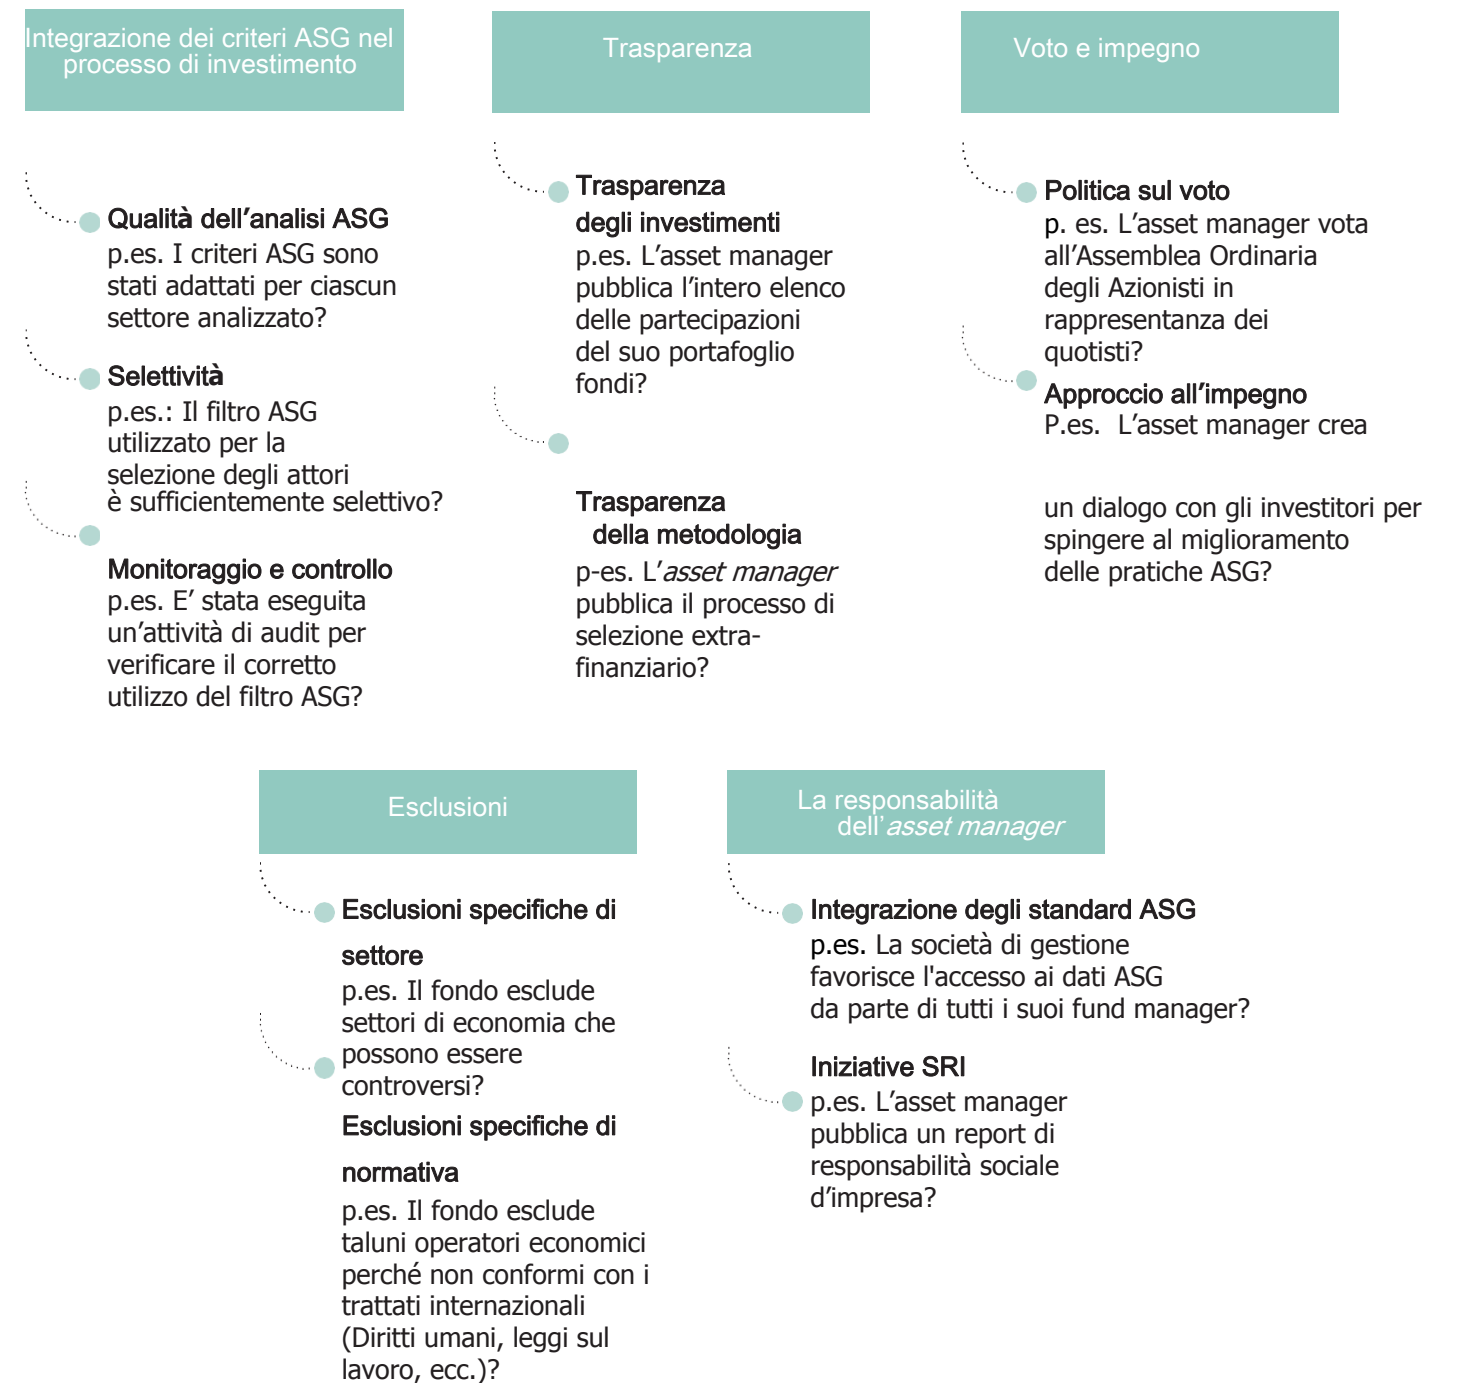 Integrazione dei criteri ASG nel
processo di investimento
Qualità dell'analisi ASG
p.es. I criteri ASG sono
stati adattati per ciascun
settore analizzato?
Selettività
p.es.: Il filtro ASG
utilizzato per la
selezione degli attori
è sufficientemente selettivo?
Monitoraggio e controllo
p.es. E’ stata eseguita
un’attività di audit per
verificare il corretto
utilizzo del filtro ASG?
Trasparenza
Trasparenza
degli investimenti
p.es. L’asset manager
pubblica l’intero elenco
delle partecipazioni
del suo portafoglio
fondi?
Trasparenza
della metodologia
p-es. L’asset manager
pubblica il processo di
selezione extra-
finanziario?
Voto e impegno
Politica sul voto
p. es. L’asset manager vota
all’Assemblea Ordinaria
degli Azionisti in
rappresentanza dei
quotisti?
Approccio all'impegno
P.es. L’asset manager crea
un dialogo con gli investitori per
spingere al miglioramento
delle pratiche ASG?
Esclusioni
Esclusioni specifiche di
settore
p.es. Il fondo esclude
settori di economia che
possono essere
controversi?
Esclusioni specifiche di
normativa
p.es. Il fondo esclude
taluni operatori economici
perché non conformi con i
trattati internazionali
(Diritti umani, leggi sul
lavoro, ecc.)?
La responsabilità
dell’asset manager
Integrazione degli standard ASG
p.es. La società di gestione
favorisce l'accesso ai dati ASG
da parte di tutti i suoi fund manager?
Iniziative SRI
p.es. L’asset manager
pubblica un report di
responsabilità sociale
d’impresa?